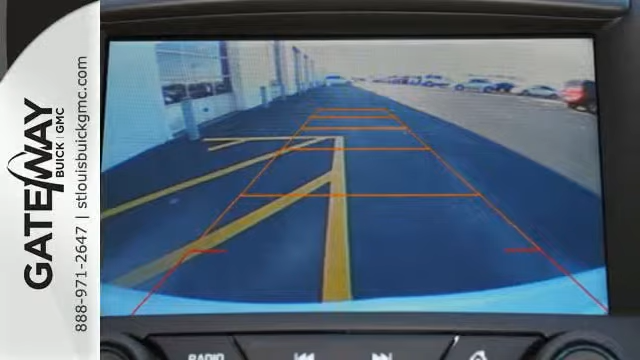 GATEWAY
BUICK | GMC
888-971-2647 | stlouisbuickgmc.com
RADIO